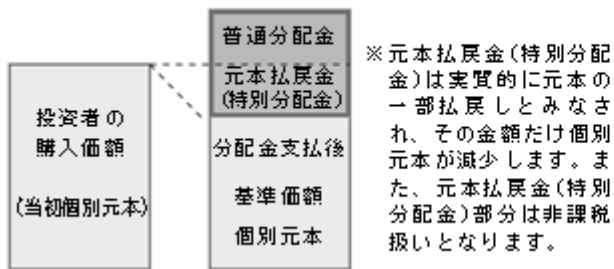 投資者の
購入価額
(当初個別元本)
普通分配金
元本払戻金
(特別分配金)
分配金支払後
基準価額
個別元本
※元本払戻金(特別分配
金)は実質的に元本の
一部払戻しとみなさ
れ、その金額だけ個別
元本が減少します。ま
た、元本払戻金(特別
分配金)部分は非課税
扱いとなります。